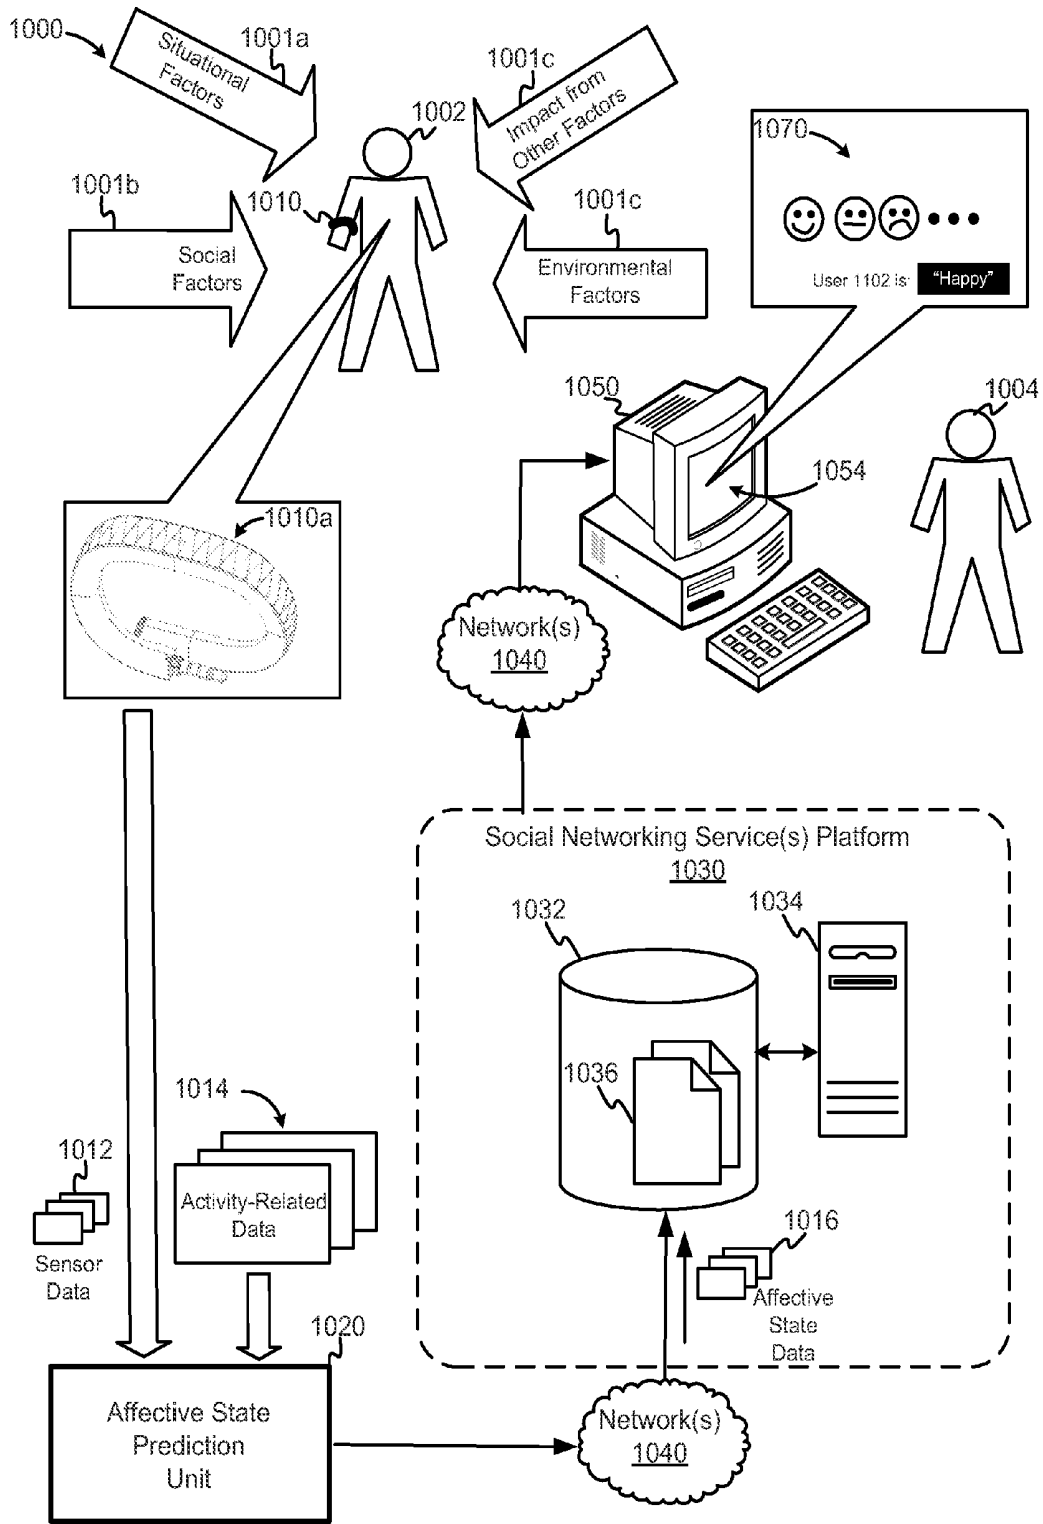 1000
Situational
Factors
1001a
1001c
Impact from
Other Factors
1002
1070
1001b
1010
1001c
Social
Factors
Environmental
Factors
User 1102 is:
“Happy”
1050
1004
1054
1010a
Network(s)
1040
Social Networking Service(s) Platform
1030
1032
1034
1036
1014
1012
Activity-Related
Data
Sensor
Data
1016
Affective
State
Data
1020
Affective State
Prediction
Unit
Network(s)
1040